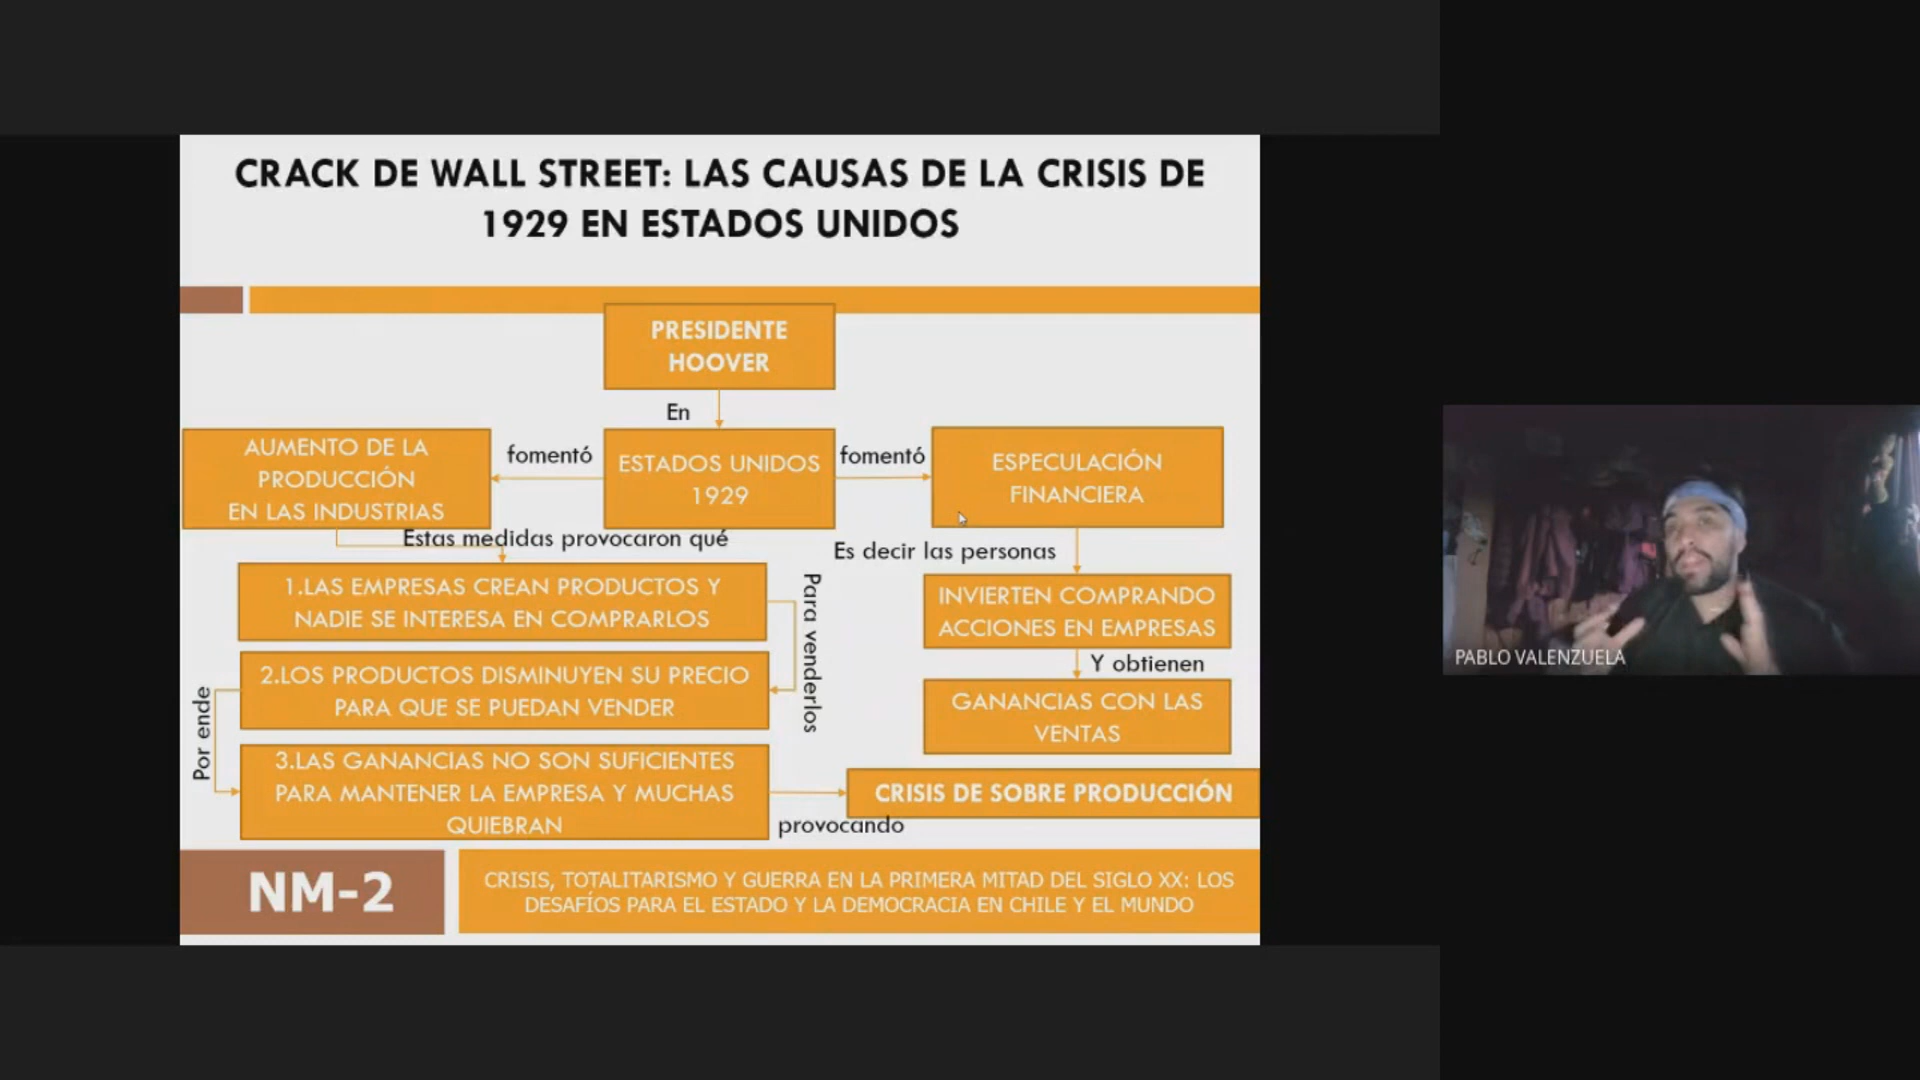 CRACK DE WALL STREET: LAS CAUSAS DE LA CRISIS DE
1929 EN ESTADOS UNIDOS
PRESIDENTE
HOOVER
En
AUMENTO DE LA
PRODUCCIÓN
EN LAS INDUSTRIAS
fomentó
ESTADOS UNIDOS
1929
fomentó
ESPECULACIÓN
FINANCIERA
Estas medidas provocaron qué
Es decir las personas
1.LAS EMPRESAS CREAN PRODUCTOS Y
NADIE SE INTERESA EN COMPRARLOS
Para venderlos
INVIERTEN COMPRANDO
ACCIONES EN EMPRESAS
Y obtienen
2.LOS PRODUCTOS DISMINUYEN SU PRECIO
PARA QUE SE PUEDAN VENDER
GANANCIAS CON LAS
VENTAS
Por ende
3.LAS GANANCIAS NO SON SUFICIENTES
PARA MANTENER LA EMPRESA Y MUCHAS
QUIEBRAN
provocando
CRISIS DE SOBRE PRODUCCIÓN
NM-2
CRISIS, TOTALITARISMO Y GUERRA EN LA PRIMERA MITAD DEL SIGLO XX: LOS
DESAFÍOS PARA EL ESTADO Y LA DEMOCRACIA EN CHILE Y EL MUNDO
PABLO VALENZUELA